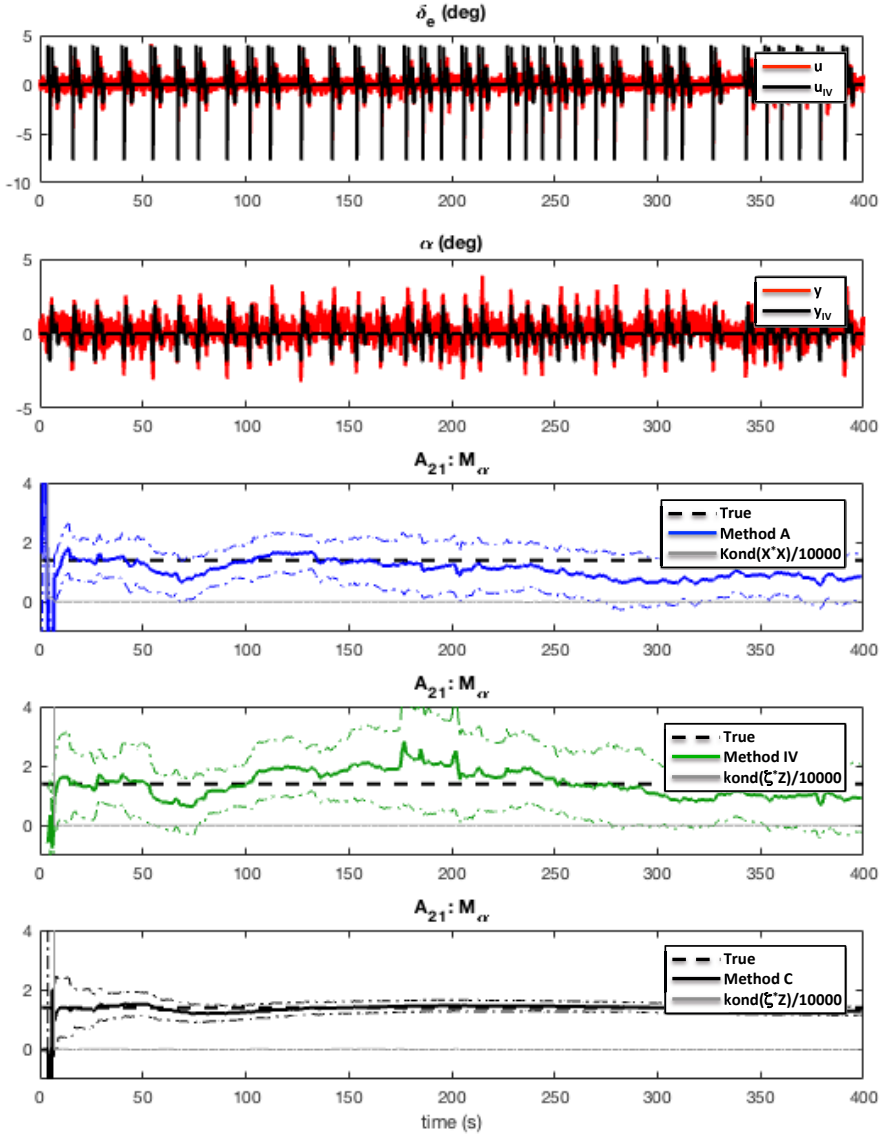 δe (deg)
5
0
-5
-10
u
uIV
0 50 100 150 200 250 300 350 400
α (deg)
5
0
-5
y
yIV
0 50 100 150 200 250 300 350 400
A21: Mα
4
2
0
True
Method A
Kond(X*X)/10000
0 50 100 150 200 250 300 350 400
A21: Mα
4
2
0
True
Method IV
kond(ζ*Z)/10000
0 50 100 150 200 250 300 350 400
A21: Mα
4
2
0
True
Method C
kond(ζ*Z)/10000
0 50 100 150 200 250 300 350 400
time (s)